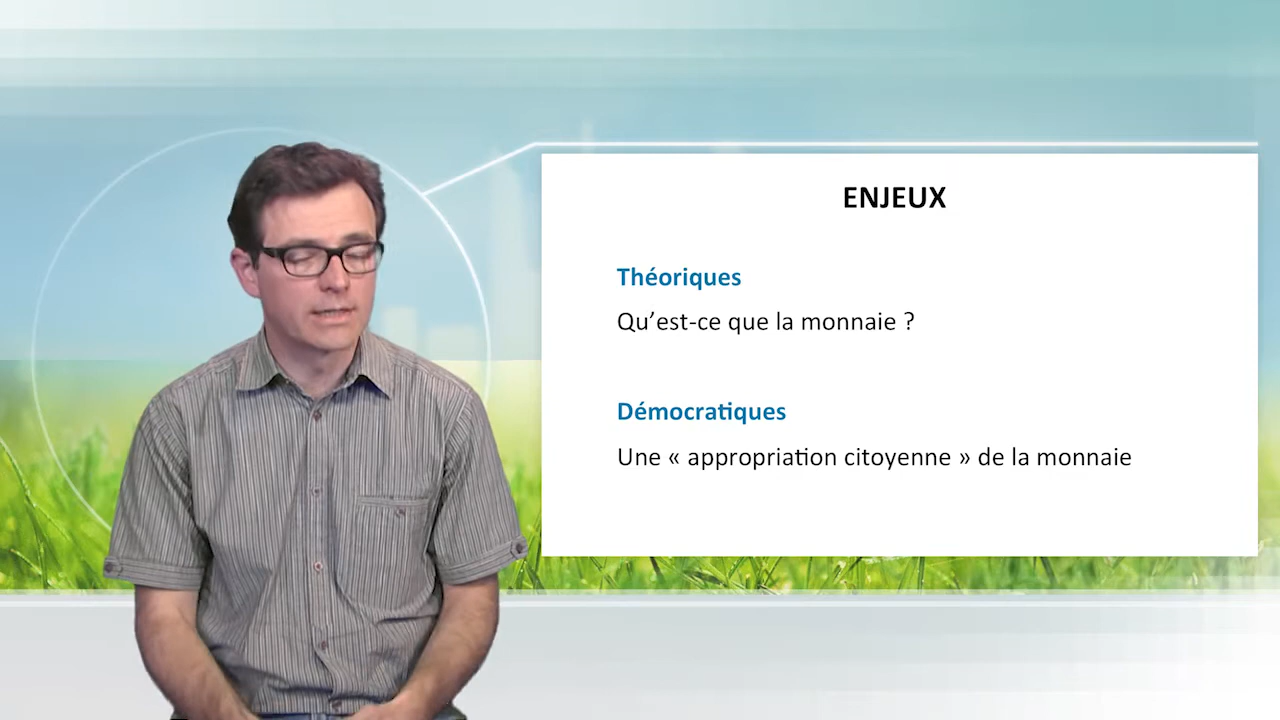 ENJEUX
Théoriques
Qu’est-ce que la monnaie ?
Démocratiques
Une « appropriation citoyenne » de la monnaie